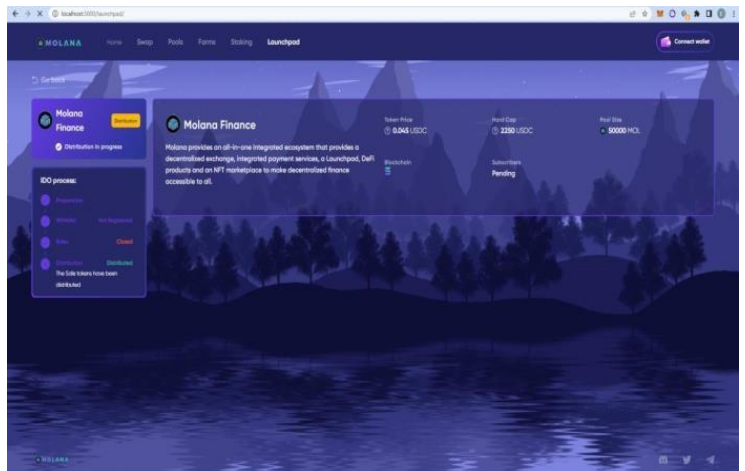 localhost:3000/launchpad/
MOLANA Home Swap Pools Farms Staking Launchpad Connect wallet
Go back
Molana Finance
Distribution
Distribution in progress
IDO process:
Preparation
Whitelist Not Registered
Sales Closed
Distribution Distributed
The Sale tokens have been
distributed
Molana Finance
Molana provides an all-in-one integrated ecosystem that provides a
decentralized exchange, integrated payment services, a Launchpad, DeFi
products and an NFT marketplace to make decentralized finance
accessible to all.
Token Price
0.045 USDC
Hard Cap
2250 USDC
Pool Size
50000 MOL
Blockchain
Subscribers
Pending
MOLANA